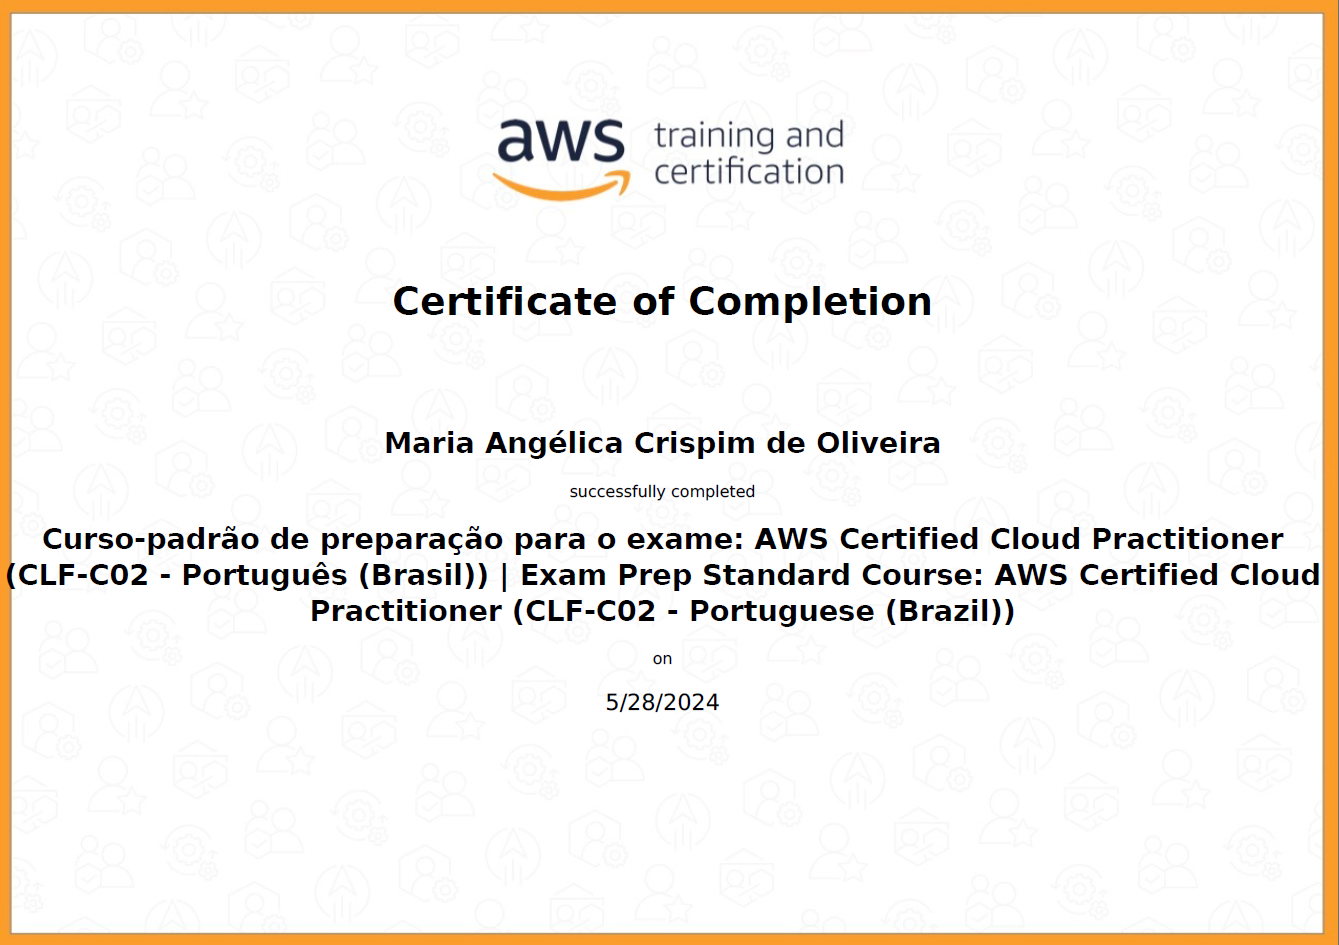 aws training and
certification
Certificate of Completion
Maria Angélica Crispim de Oliveira
successfully completed
Curso-padrão de preparação para o exame: AWS Certified Cloud Practitioner
(CLF-C02 - Português (Brasil)) | Exam Prep Standard Course: AWS Certified Cloud
Practitioner (CLF-C02 - Portuguese (Brazil))
on
5/28/2024